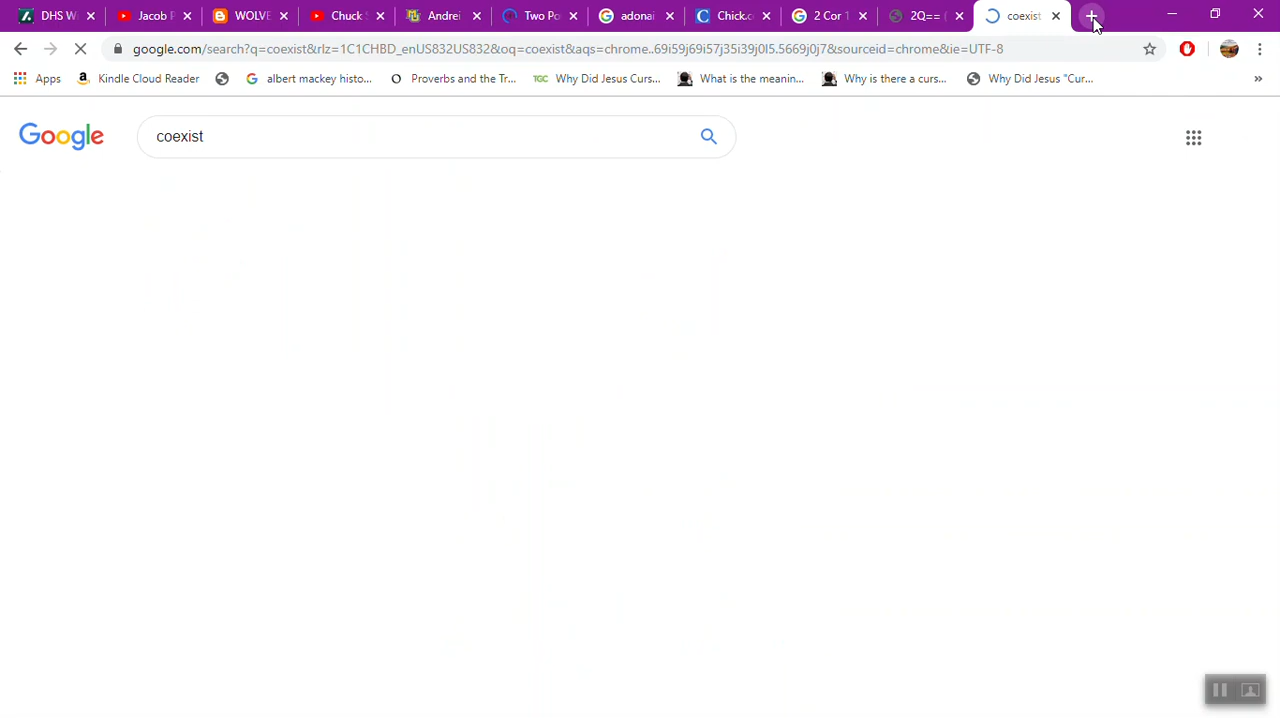 DHS W Jacob P WOLVE Chuck S Andrei Two Po adonai Chick.c 2 Cor 1 2Q== ( coexist
google.com/search?q=coexist&rlz=1C1CHBD_enUS832US832&oq=coexist&aqs=chrome..69i59j69i57j35i39j0l5.5669j0j7&sourceid=chrome&ie=UTF-8
Apps Kindle Cloud Reader albert mackey histo... Proverbs and the Tr... TGC Why Did Jesus Curs... What is the meanin... Why is there a curs... Why Did Jesus "Cur...
Google coexist